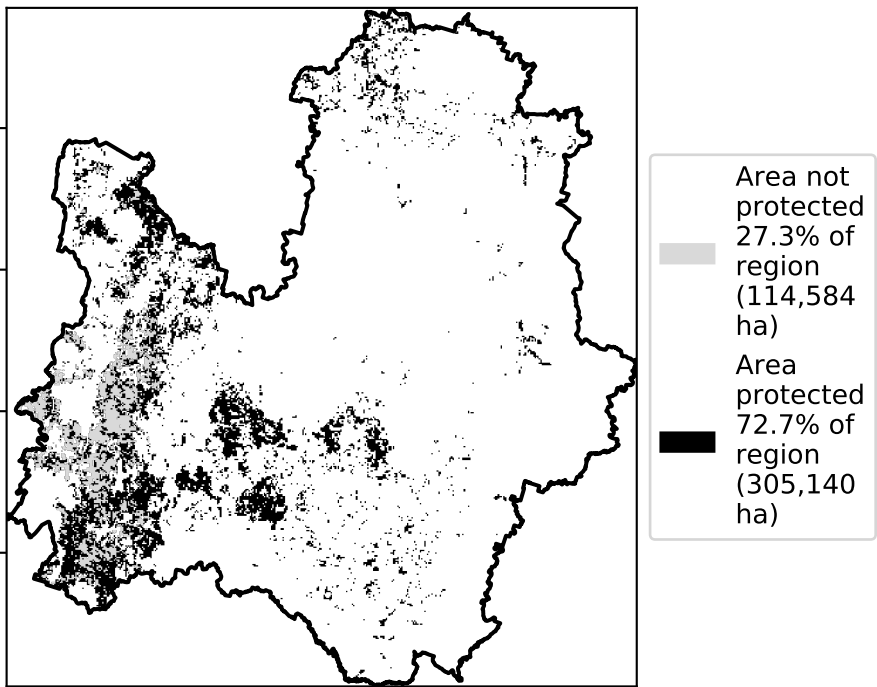 Area not
protected
27.3% of
region
(114,584
ha)
Area
protected
72.7% of
region
(305,140
ha)